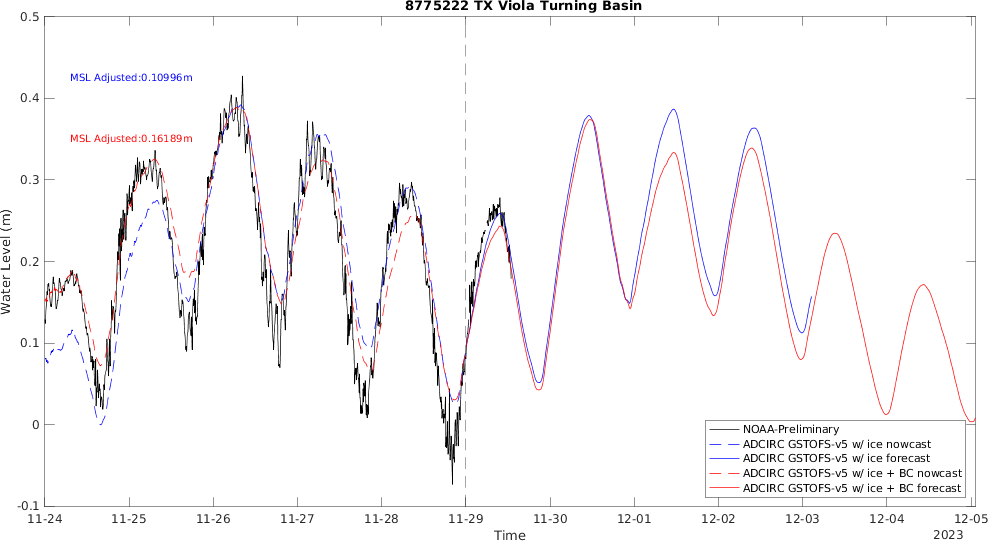 8775222 TX Viola Turning Basin
0.5
0.4
0.3
0.2
0.1
0
-0.1
Water Level (m)
MSL Adjusted:0.10996m
MSL Adjusted:0.16189m
NOAA-Preliminary
ADCIRC GSTOFS-v5 w/ ice nowcast
ADCIRC GSTOFS-v5 w/ ice forecast
ADCIRC GSTOFS-v5 w/ ice + BC nowcast
ADCIRC GSTOFS-v5 w/ ice + BC forecast
11-24 11-25 11-26 11-27 11-28 11-29 11-30 12-01 12-02 12-03 12-04 12-05
Time
2023